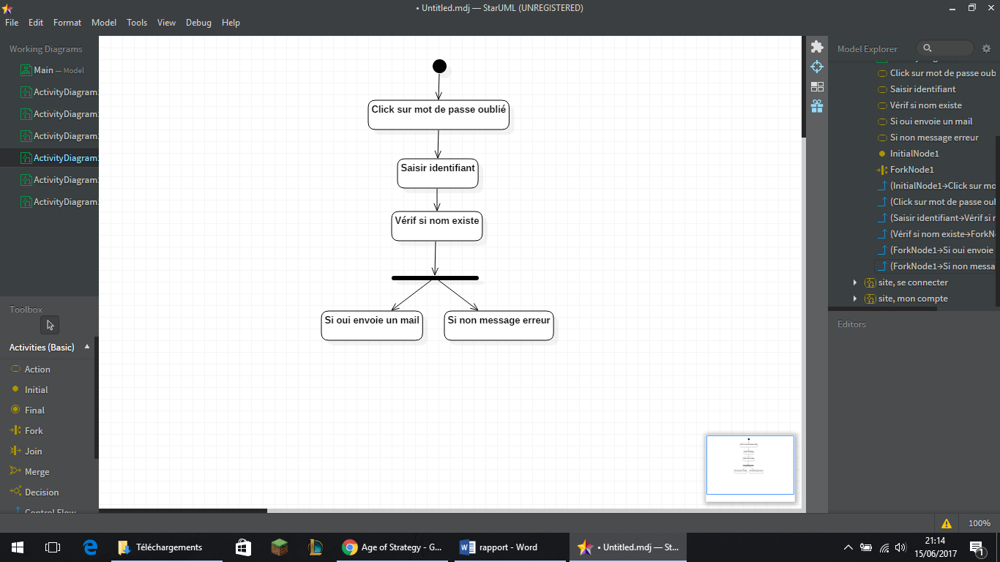 • Untitled.mdj — StarUML (UNREGISTERED)
File Edit Format Model Tools View Debug Help
Working Diagrams
Main — Model
ActivityDiagram1
ActivityDiagram1
ActivityDiagram1
ActivityDiagram1
ActivityDiagram1
ActivityDiagram1
Toolbox
Activities (Basic)
Action
Initial
Final
Fork
Join
Merge
Decision
Control Flow
Click sur mot de passe oublié
Saisir identifiant
Vérif si nom existe
Si oui envoie un mail
Si non message erreur
Model Explorer
Click sur mot de passe oub
Saisir identifiant
Vérif si nom existe
Si oui envoie un mail
Si non message erreur
InitialNode1
ForkNode1
(InitialNode1→Click sur mo
(Click sur mot de passe oul
(Saisir identifiant→Vérif si r
(Vérif si nom existe→ForkN
(ForkNode1→Si oui envoie
(ForkNode1→Si non messa
site, se connecter
site, mon compte
Editors
100%
Téléchargements
Age of Strategy - G...
rapport - Word
• Untitled.mdj — St...
21:14
15/06/2017
1